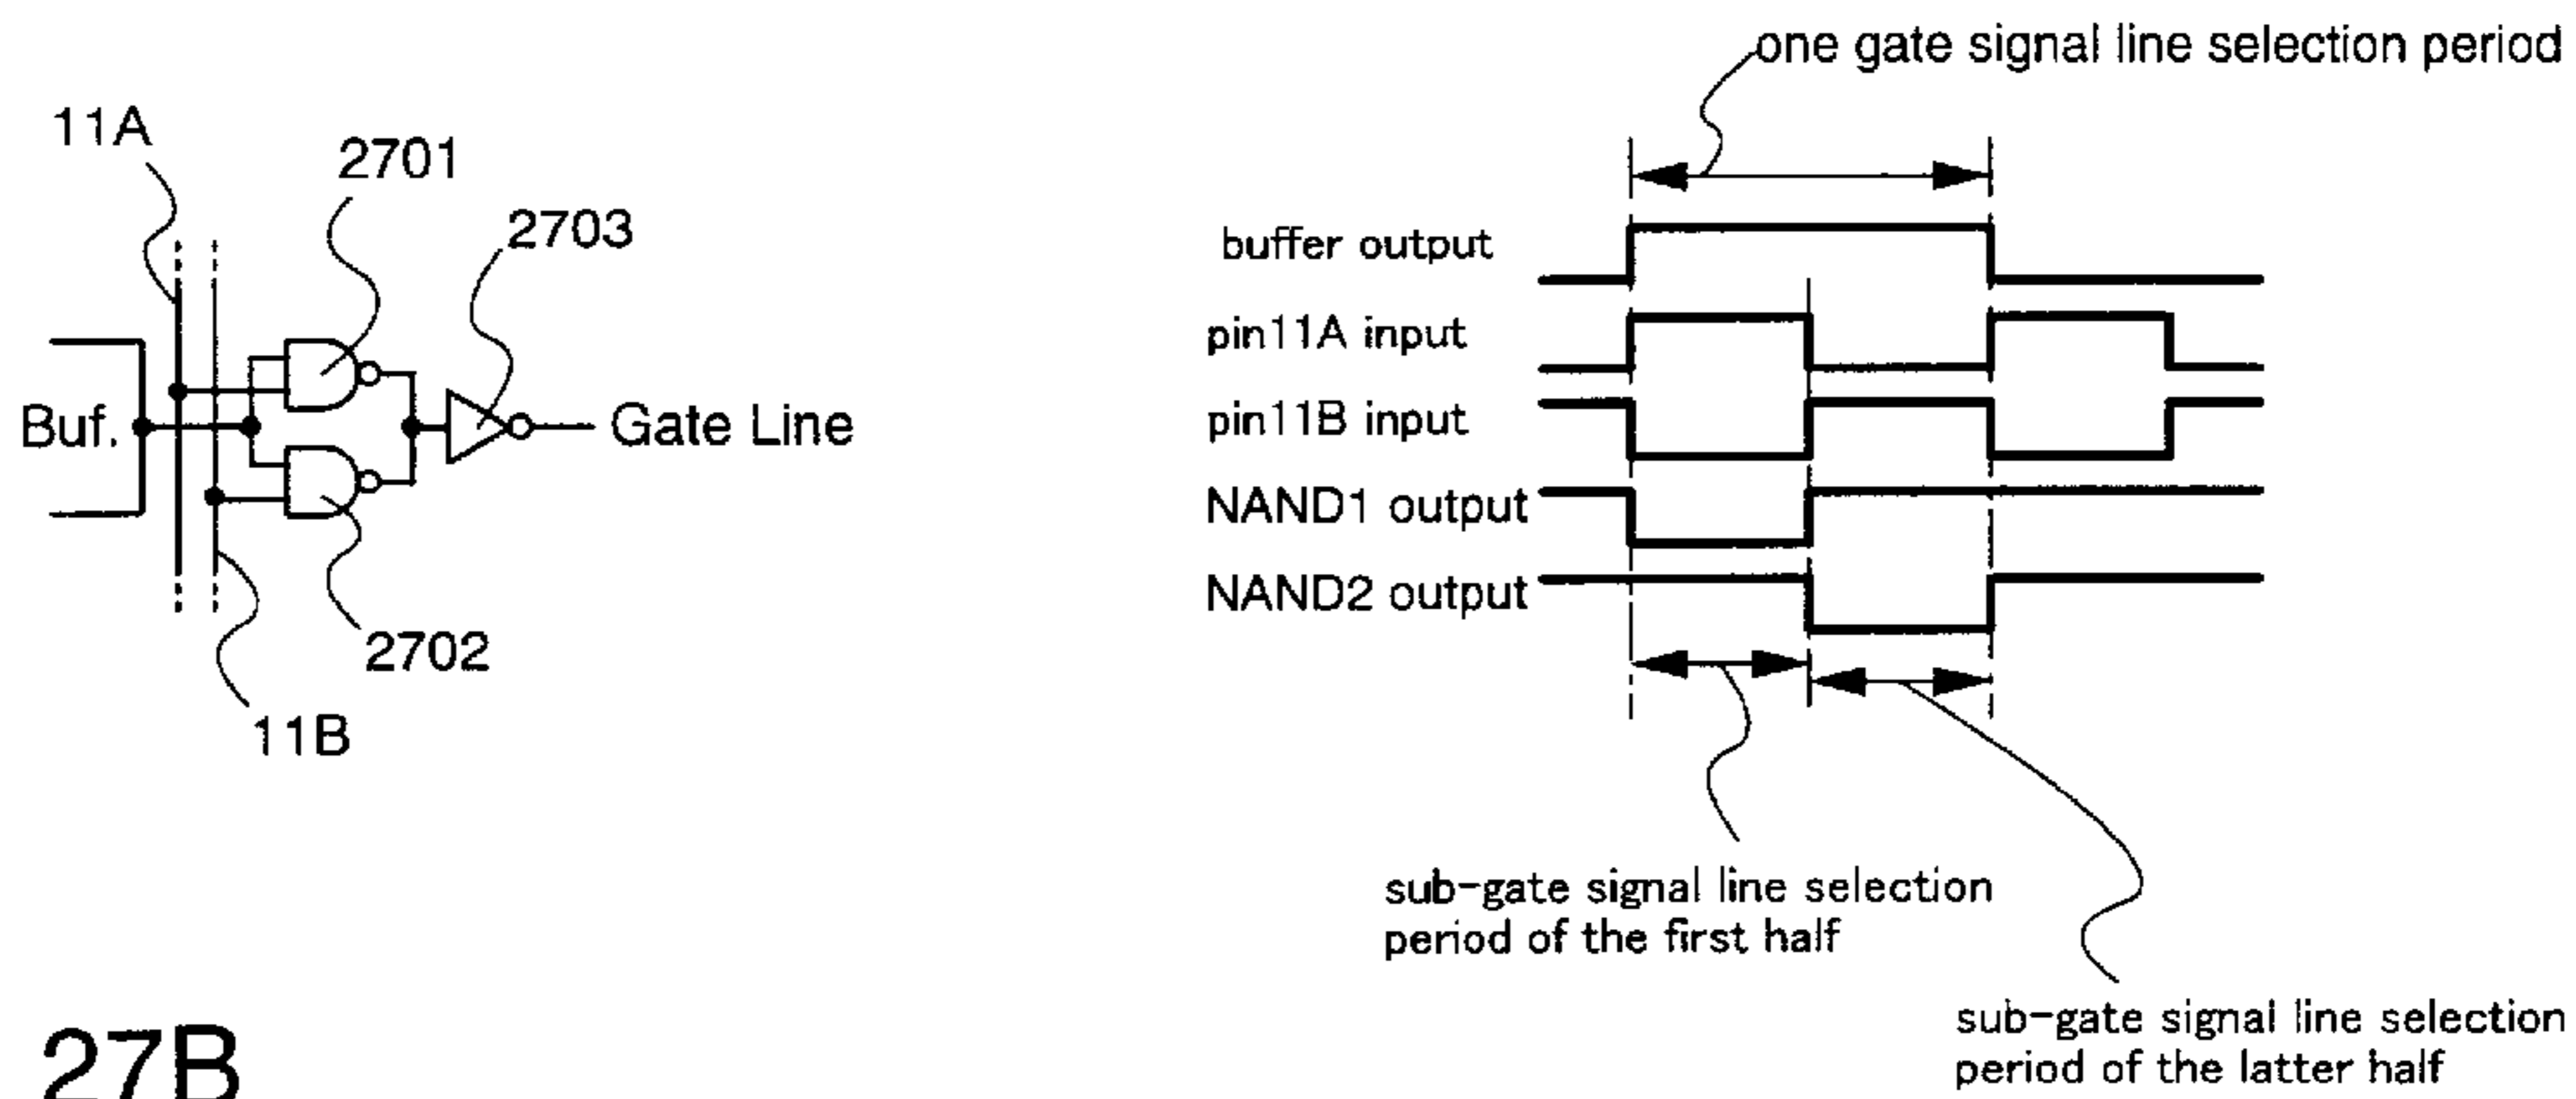 one gate signal line selection period
11A
2701
2703
Buf.
Gate Line
2702
11B
buffer output
pin11A input
pin11B input
NAND1 output
NAND2 output
sub-gate signal line selection
period of the first half
sub-gate signal line selection
period of the latter half
27B